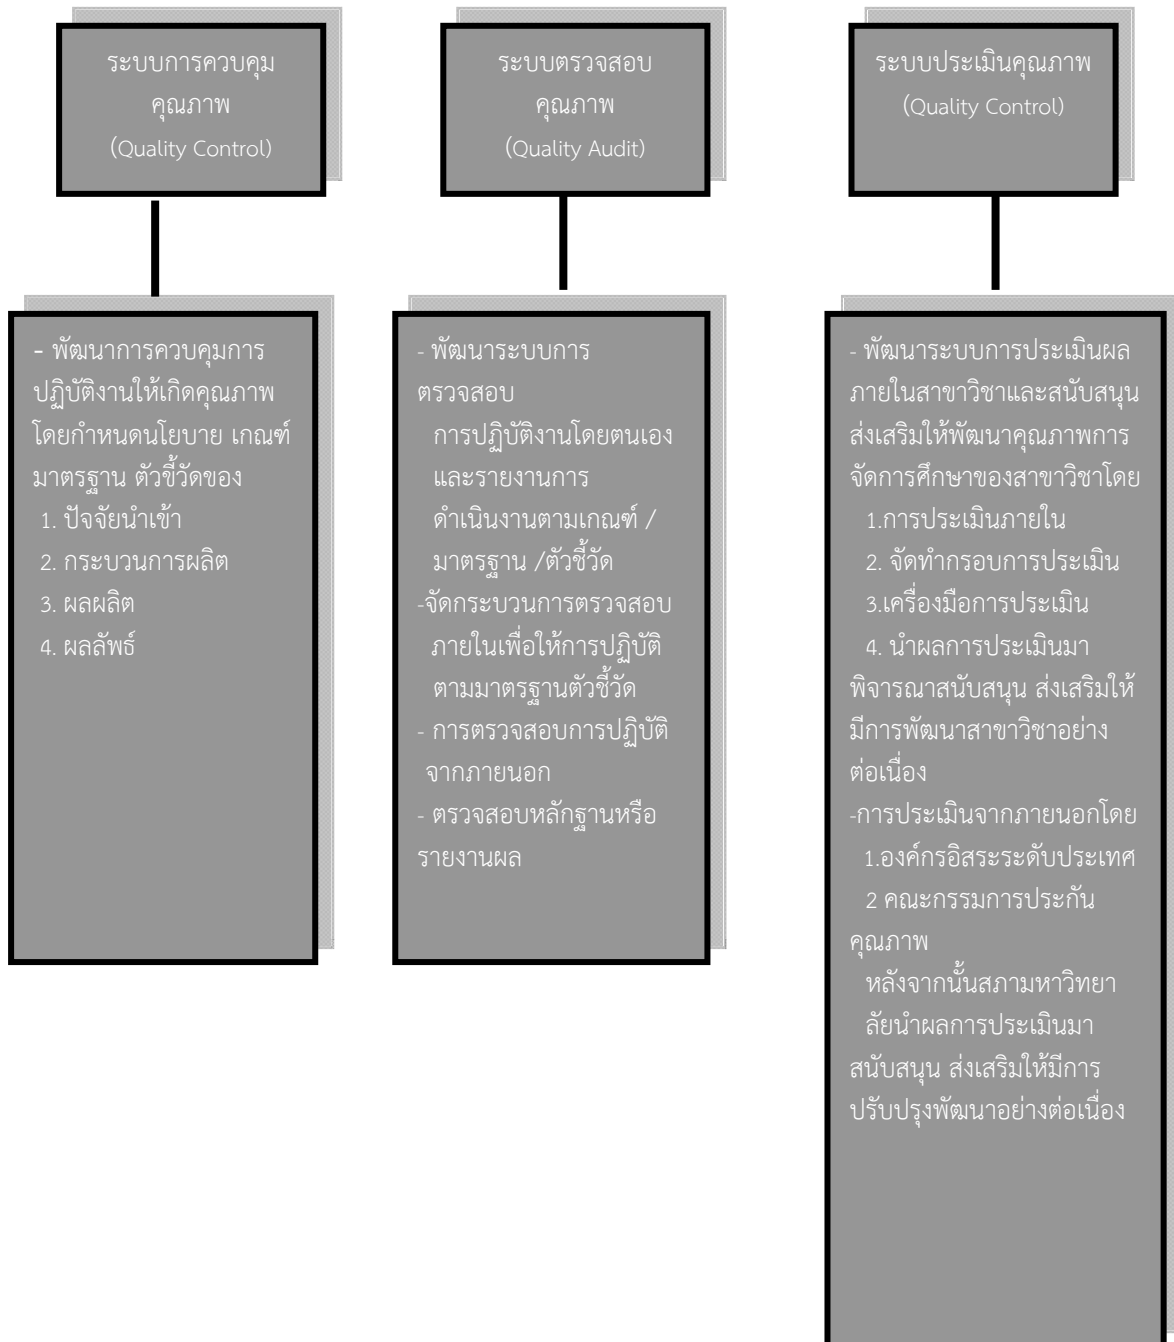 ระบบการควบคุม
คุณภาพ
(Quality Control)
ระบบตรวจสอบ
คุณภาพ
(Quality Audit)
ระบบประเมินคุณภาพ
(Quality Control)
- พัฒนาการควบคุมการ
ปฏิบัติงานให้เกิดคุณภาพ
โดยกำหนดนโยบาย เกณฑ์
มาตรฐาน ตัวขี้วัดของ
1. ปัจจัยนำเข้า
2. กระบวนการผลิต
3. ผลผลิต
4. ผลลัพธ์
- พัฒนาระบบการ
ตรวจสอบ
การปฏิบัติงานโดยตนเอง
และรายงานการ
ดำเนินงานตามเกณฑ์ /
มาตรฐาน /ตัวชี้วัด
-จัดกระบวนการตรวจสอบ
ภายในเพื่อให้การปฏิบัติ
ตามมาตรฐานตัวชี้วัด
- การตรวจสอบการปฏิบัติ
จากภายนอก
- ตรวจสอบหลักฐานหรือ
รายงานผล
- พัฒนาระบบการประเมินผล
ภายในสาขาวิชาและสนับสนุน
ส่งเสริมให้พัฒนาคุณภาพการ
จัดการศึกษาของสาขาวิชาโดย
1.การประเมินภายใน
2. จัดทำกรอบการประเมิน
3.เครื่องมือการประเมิน
4. นำผลการประเมินมา
พิจารณาสนับสนุน ส่งเสริมให้
มีการพัฒนาสาขาวิชาอย่าง
ต่อเนื่อง
-การประเมินจากภายนอกโดย
1.องค์กรอิสระระดับประเทศ
2 คณะกรรมการประกัน
คุณภาพ
หลังจากนั้นสภามหาวิทยา
ลัยนำผลการประเมินมา
สนับสนุน ส่งเสริมให้มีการ
ปรับปรุงพัฒนาอย่างต่อเนื่อง